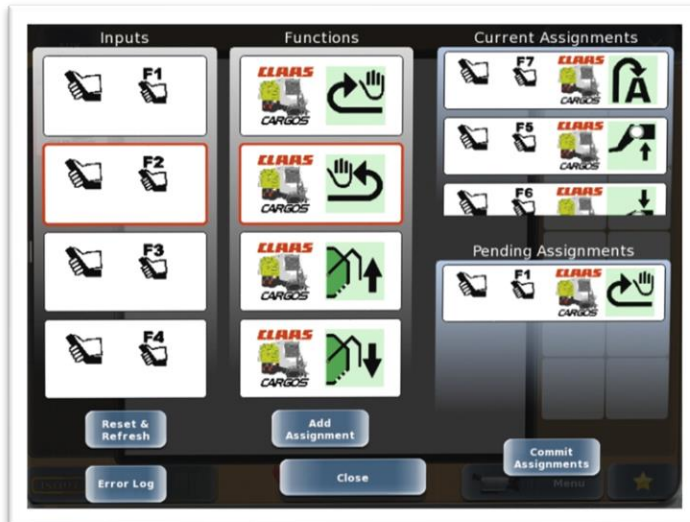 Inputs
Functions
Current Assignments
F1
F2
F3
F4
CLAAS
CARGOS
CLAAS
CARGOS
CLAAS
CARGOS
CLAAS
CARGOS
F7
CLAAS
CARGOS
A
F5
CLAAS
CARGOS
F6
CLAAS
Pending Assignments
F1
CLAAS
CARGOS
Reset &
Refresh
Add
Assignment
Commit
Assignments
Error Log
Close
Menu